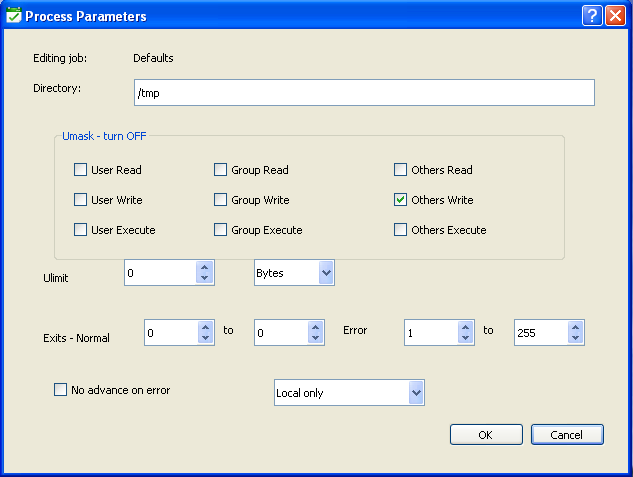 Process Parameters
Editing job: Defaults
Directory: /tmp
Umask - turn OFF
User Read Group Read Others Read
User Write Group Write Others Write
User Execute Group Execute Others Execute
Ulimit 0 Bytes
Exits - Normal 0 to 0 Error 1 to 255
No advance on error Local only
OK Cancel